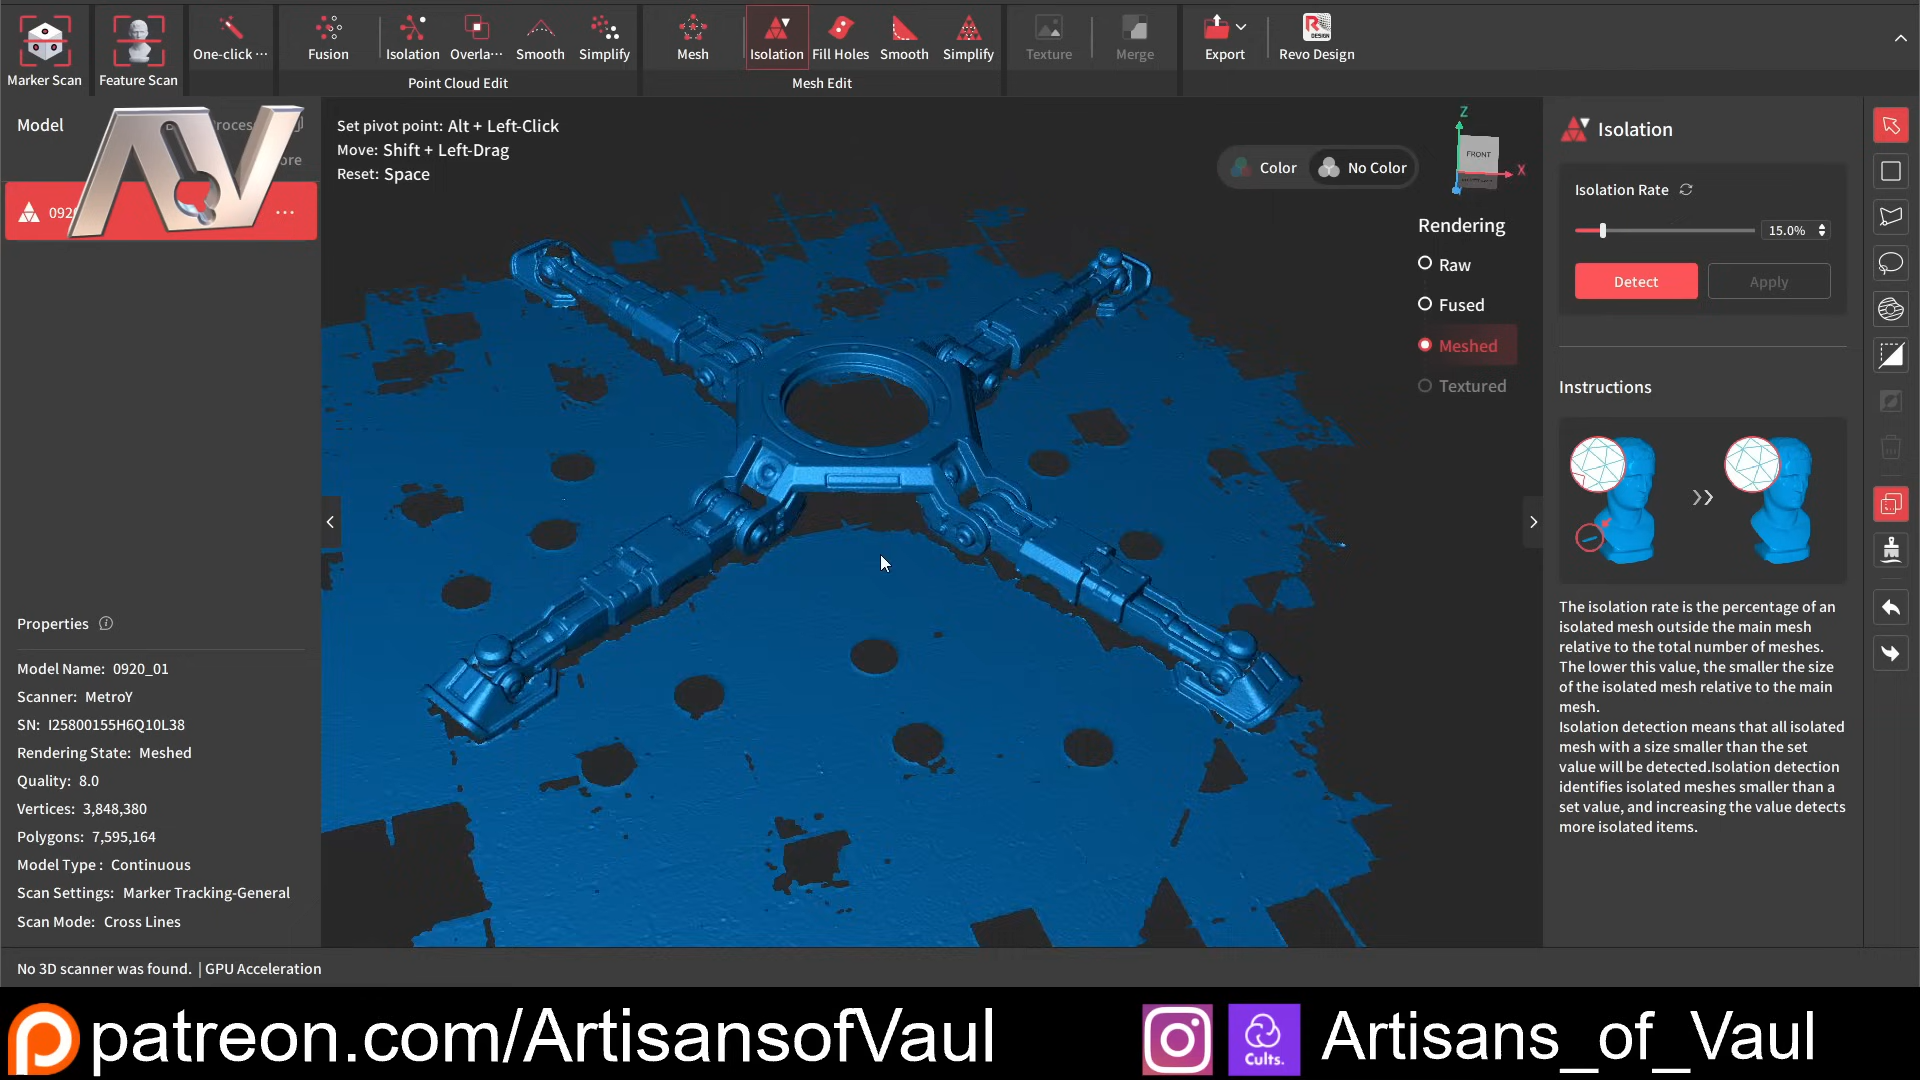 Marker Scan
Feature Scan
One-click ···
Fusion
Isolation
Overla···
Smooth
Simplify
Point Cloud Edit
Mesh
Isolation
Fill Holes
Smooth
Simplify
Mesh Edit
Texture
Merge
Export
Revo Design
Model
AV
···
Set pivot point: Alt + Left-Click
Move: Shift + Left-Drag
Reset: Space
Color
No Color
Z
FRONT
X
Rendering
Raw
Fused
Meshed
Textured
Isolation
Isolation Rate
15.0%
Detect
Apply
Instructions
The isolation rate is the percentage of an
isolated mesh outside the main mesh
relative to the total number of meshes.
The lower this value, the smaller the size
of the isolated mesh relative to the main
mesh.
Isolation detection means that all isolated
mesh with a size smaller than the set
value will be detected.Isolation detection
identifies isolated meshes smaller than a
set value, and increasing the value detects
more isolated items.
Properties
Model Name: 0920_01
Scanner: MetroY
SN: I25800155H6Q10L38
Rendering State: Meshed
Quality: 8.0
Vertices: 3,848,380
Polygons: 7,595,164
Model Type : Continuous
Scan Settings: Marker Tracking-General
Scan Mode: Cross Lines
No 3D scanner was found. | GPU Acceleration
patreon.com/ArtisansofVaul
Cults.
Artisans_of_Vaul